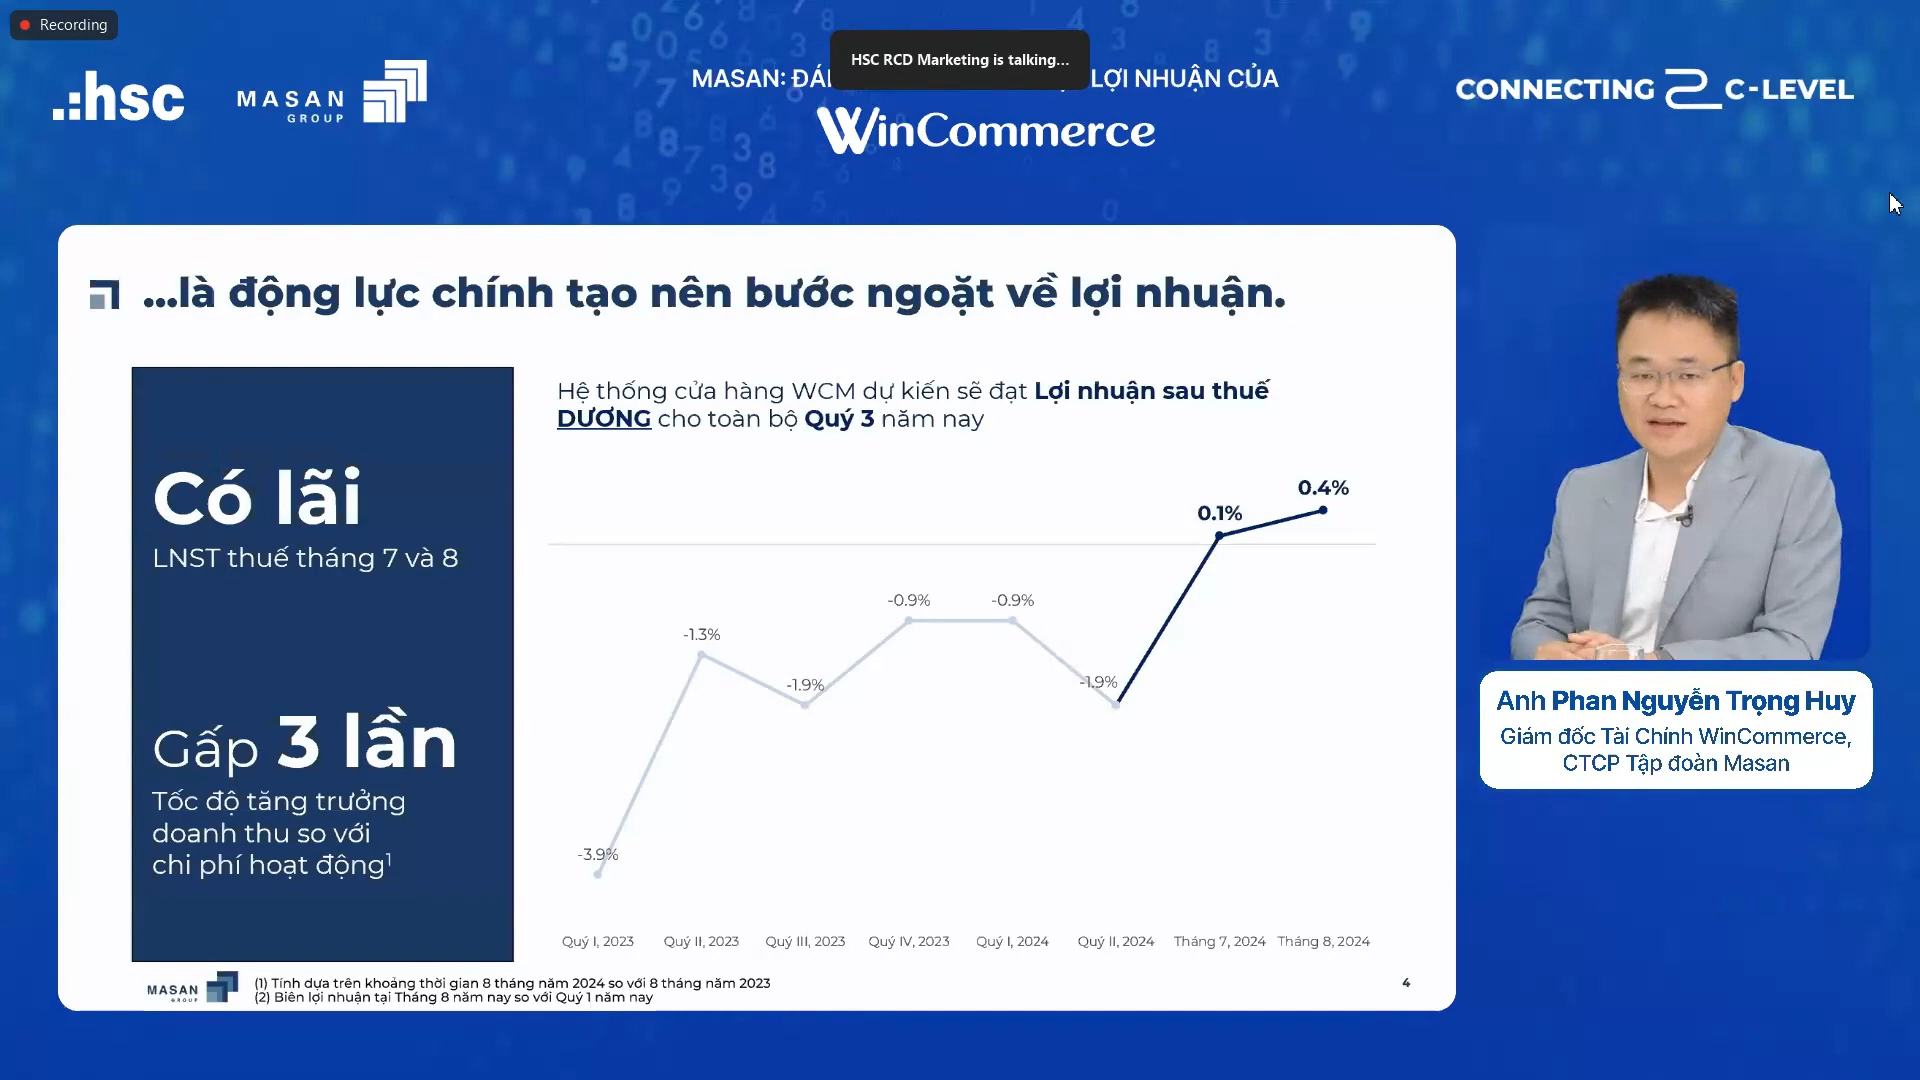 Recording
HSC RCD Marketing is talking...
.:hsc
MASAN
GROUP
MASAN: LỢI NHUẬN CỦA
WinCommerce
CONNECTING 2 C-LEVEL
...là động lực chính tạo nên bước ngoặt về lợi nhuận.
Có lãi
LNST thuế tháng 7 và 8
Gấp 3 lần
Tốc độ tăng trưởng
doanh thu so với
chi phí hoạt động¹
Hệ thống cửa hàng WCM dự kiến sẽ đạt Lợi nhuận sau thuế
DƯƠNG cho toàn bộ Quý 3 năm nay
-3.9%
-1.3%
-1.9%
-0.9%
-0.9%
-1.9%
0.1%
0.4%
Quý I, 2023
Quý II, 2023
Quý III, 2023
Quý IV, 2023
Quý I, 2024
Quý II, 2024
Tháng 7, 2024
Tháng 8, 2024
MASAN
GROUP
(1) Tính dựa trên khoảng thời gian 8 tháng năm 2024 so với 8 tháng năm 2023
(2) Biên lợi nhuận tại Tháng 8 năm nay so với Quý 1 năm nay
4
Anh Phan Nguyễn Trọng Huy
Giám đốc Tài Chính WinCommerce,
CTCP Tập đoàn Masan